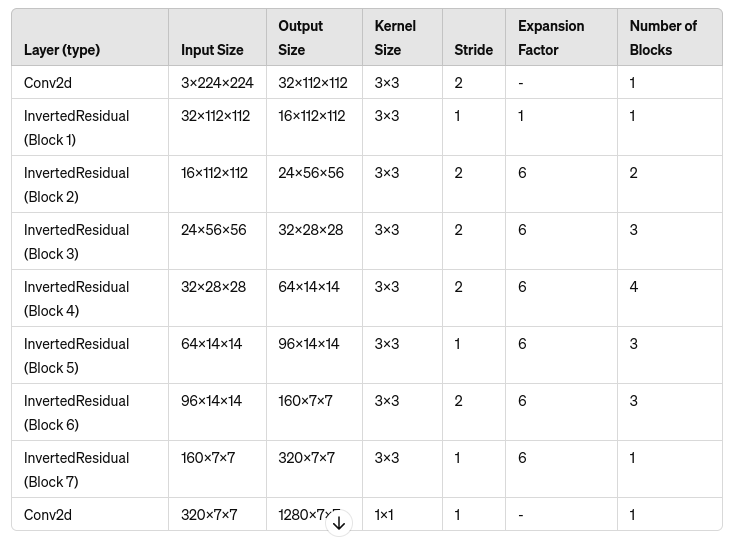 Layer (type) Input Size Output Size Kernel Size Stride Expansion Factor Number of Blocks
Conv2d 3×224×224 32×112×112 3×3 2 - 1
InvertedResidual (Block 1) 32×112×112 16×112×112 3×3 1 1 1
InvertedResidual (Block 2) 16×112×112 24×56×56 3×3 2 6 2
InvertedResidual (Block 3) 24×56×56 32×28×28 3×3 2 6 3
InvertedResidual (Block 4) 32×28×28 64×14×14 3×3 2 6 4
InvertedResidual (Block 5) 64×14×14 96×14×14 3×3 1 6 3
InvertedResidual (Block 6) 96×14×14 160×7×7 3×3 2 6 3
InvertedResidual (Block 7) 160×7×7 320×7×7 3×3 1 6 1
Conv2d 320×7×7 1280×7×7 1×1 1 - 1